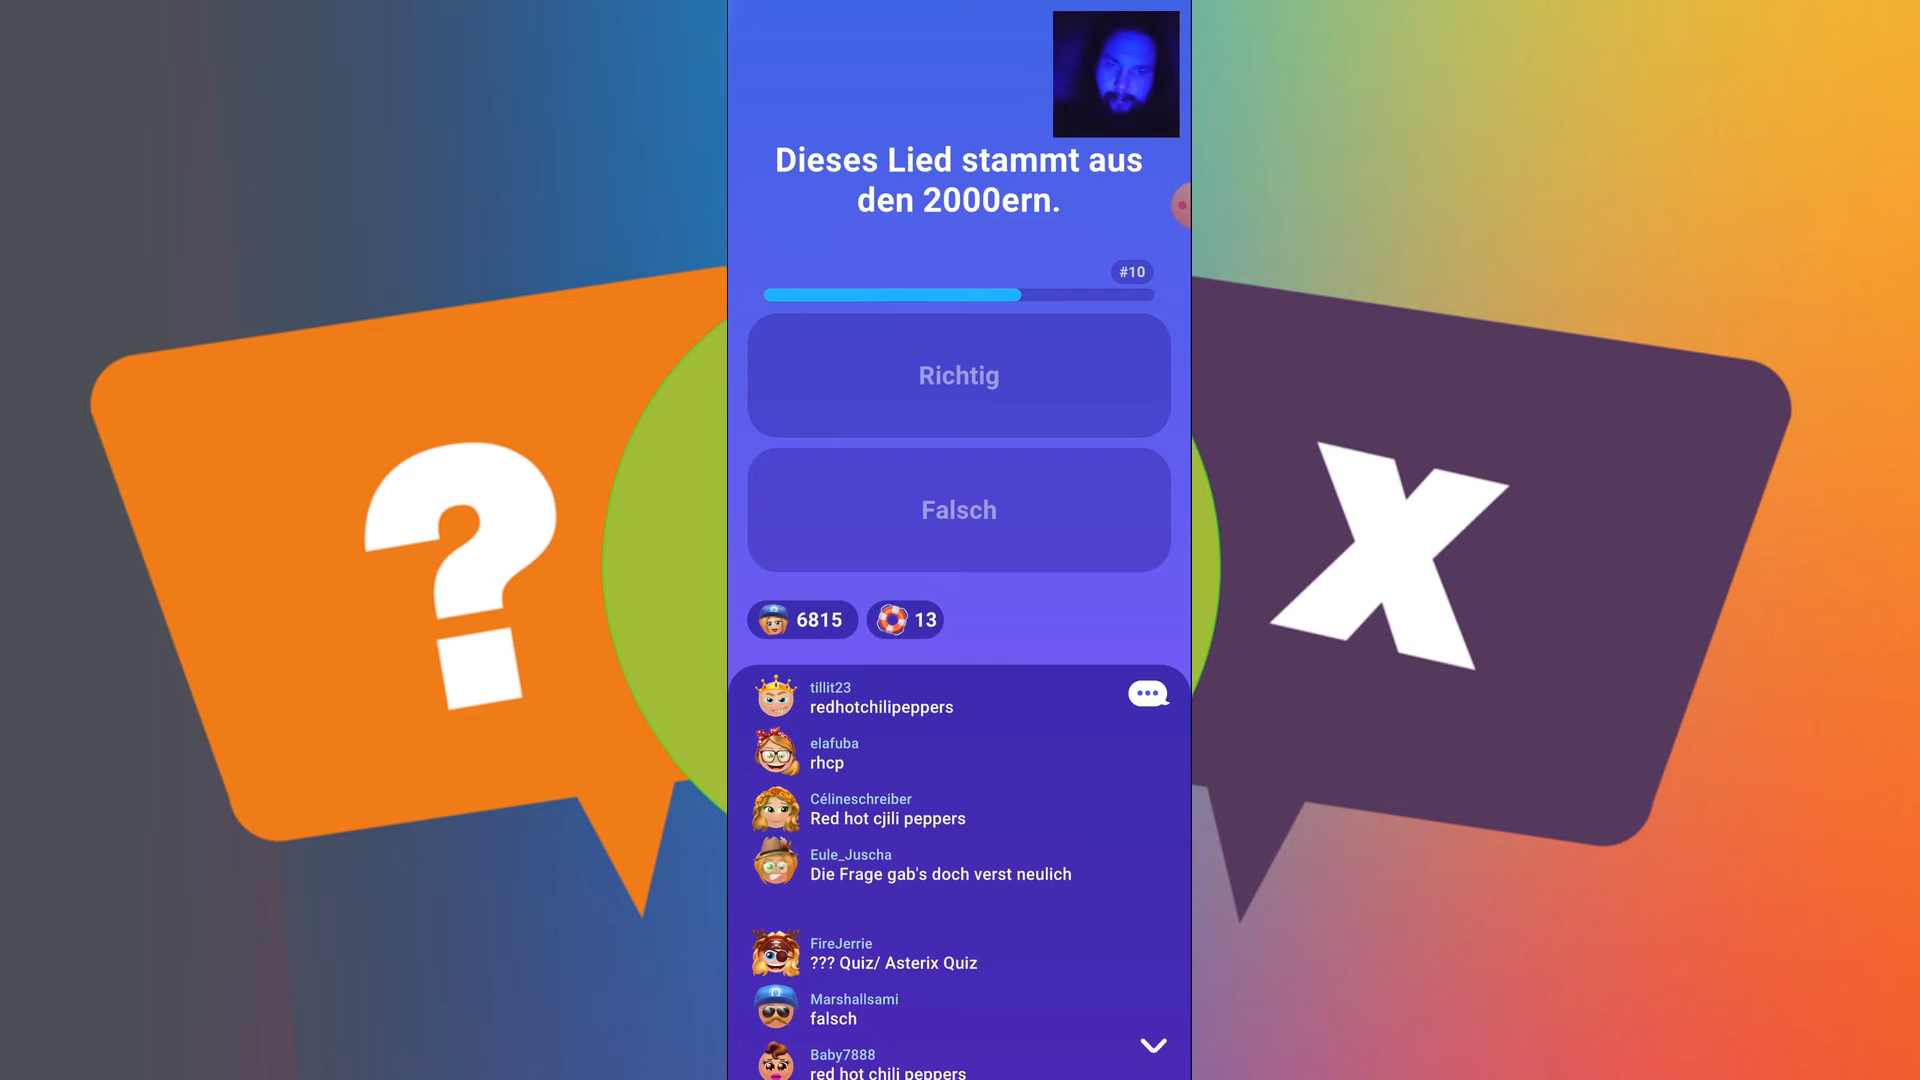 Dieses Lied stammt aus
den 2000ern.
#10
Richtig
?
X
Falsch
6815
13
tillit23
redhotchilipeppers
elafuba
rhcp
Célineschreiber
Red hot cjili peppers
Eule_Juscha
Die Frage gab's doch verst neulich
FireJerrie
??? Quiz/ Asterix Quiz
Marshallsami
falsch
Baby7888
red hot chili peppers